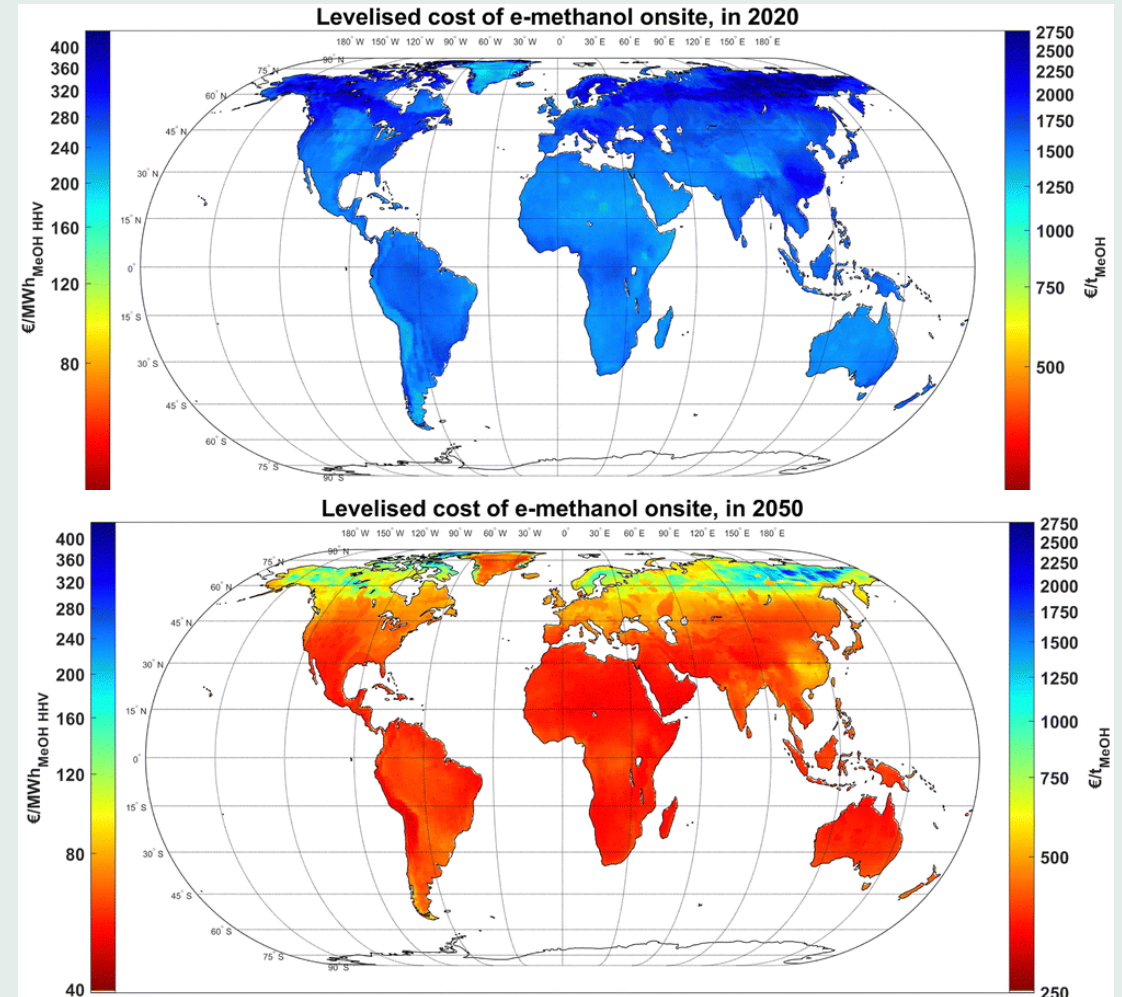 Levelised cost of e-methanol onsite, in 2020
180° W 150° W 120° W 90° W 60° W 30° W 0° 30° E 60° E 90° E 120° E 150° E 180° E
90° N
75° N
60° N
45° N
30° N
15° N
0°
15° S
30° S
45° S
60° S
75° S
90° S
400
360
320
280
240
200
160
120
80
€/MWh MeOH HHV
2750
2500
2250
2000
1750
1500
1250
1000
750
500
€/t MeOH
Levelised cost of e-methanol onsite, in 2050
180° W 150° W 120° W 90° W 60° W 30° W 0° 30° E 60° E 90° E 120° E 150° E 180° E
90° N
75° N
60° N
45° N
30° N
15° N
0°
15° S
30° S
45° S
60° S
75° S
90° S
400
360
320
280
240
200
160
120
80
40
€/MWh MeOH HHV
2750
2500
2250
2000
1750
1500
1250
1000
750
500
250
€/t MeOH